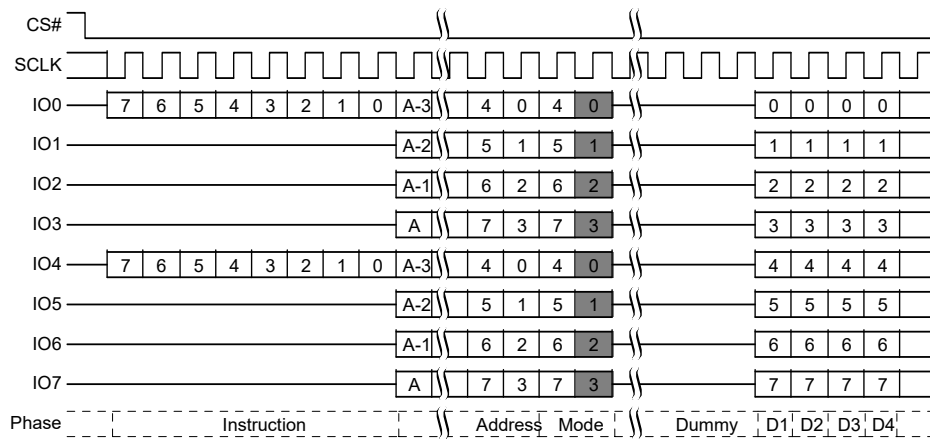 CS#
SCLK
IO0 7 6 5 4 3 2 1 0 A-3 4 0 4 0 0 0 0 0
IO1 A-2 5 1 5 1 1 1 1 1
IO2 A-1 6 2 6 2 2 2 2 2
IO3 A 7 3 7 3 3 3 3 3
IO4 7 6 5 4 3 2 1 0 A-3 4 0 4 0 4 4 4 4
IO5 A-2 5 1 5 1 5 5 5 5
IO6 A-1 6 2 6 2 6 6 6 6
IO7 A 7 3 7 3 7 7 7 7
Phase Instruction Address Mode Dummy D1 D2 D3 D4